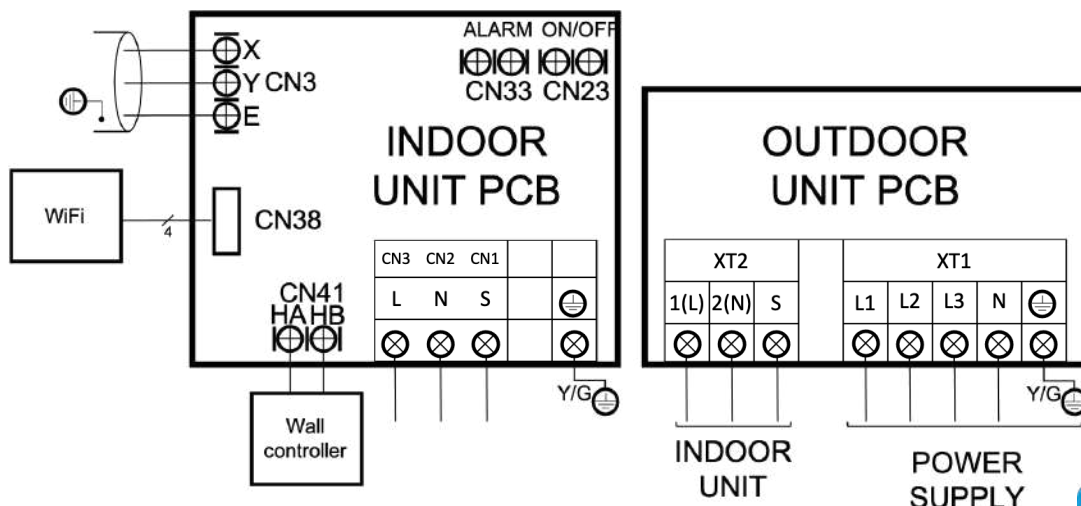 ALARM ON/OFF
CN33 CN23
X
Y CN3
E
INDOOR
UNIT PCB
WiFi
4
CN38
CN41
HA HB
CN3 CN2 CN1
L N S
Y/G
Wall
controller
OUTDOOR
UNIT PCB
XT2 XT1
1(L) 2(N) S L1 L2 L3 N
Y/G
INDOOR
UNIT
POWER
SUPPLY